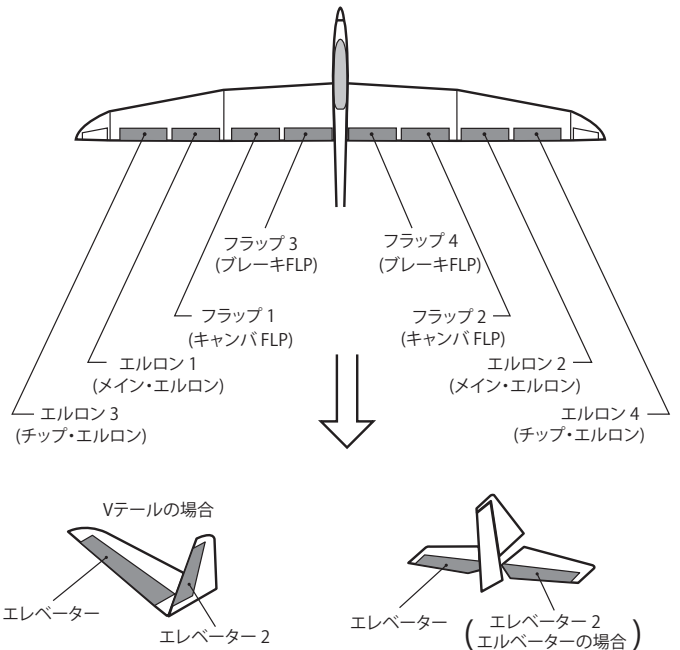 フラップ 3
(ブレーキFLP)
フラップ 4
(ブレーキFLP)
フラップ 1
(キャンバ FLP)
フラップ 2
(キャンバ FLP)
エルロン 1
(メイン・エルロン)
エルロン 2
(メイン・エルロン)
エルロン 3
(チップ・エルロン)
エルロン 4
(チップ・エルロン)
Vテールの場合
エレベーター
エレベーター 2
エレベーター
(エレベーター 2
エルベーターの場合)